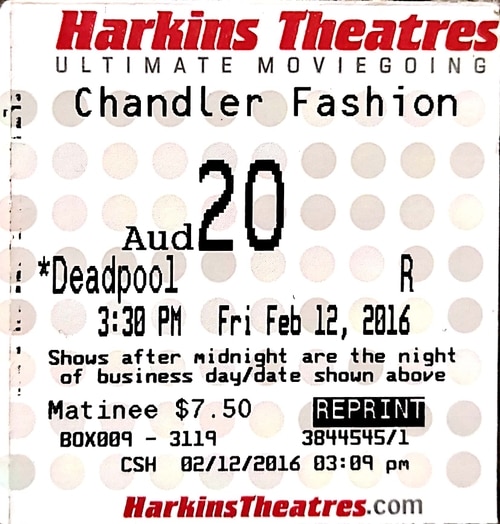 Harkins Theatres
ULTIMATE MOVIEGOING
Chandler Fashion
Aud 20
*Deadpool R
3:30 PM Fri Feb 12, 2016
Shows after midnight are the night
of business day/date shown above
Matinee $7.50 REPRINT
BOX009 - 3119 3844545/1
CSH 02/12/2016 03:09 pm
HarkinsTheatres.com